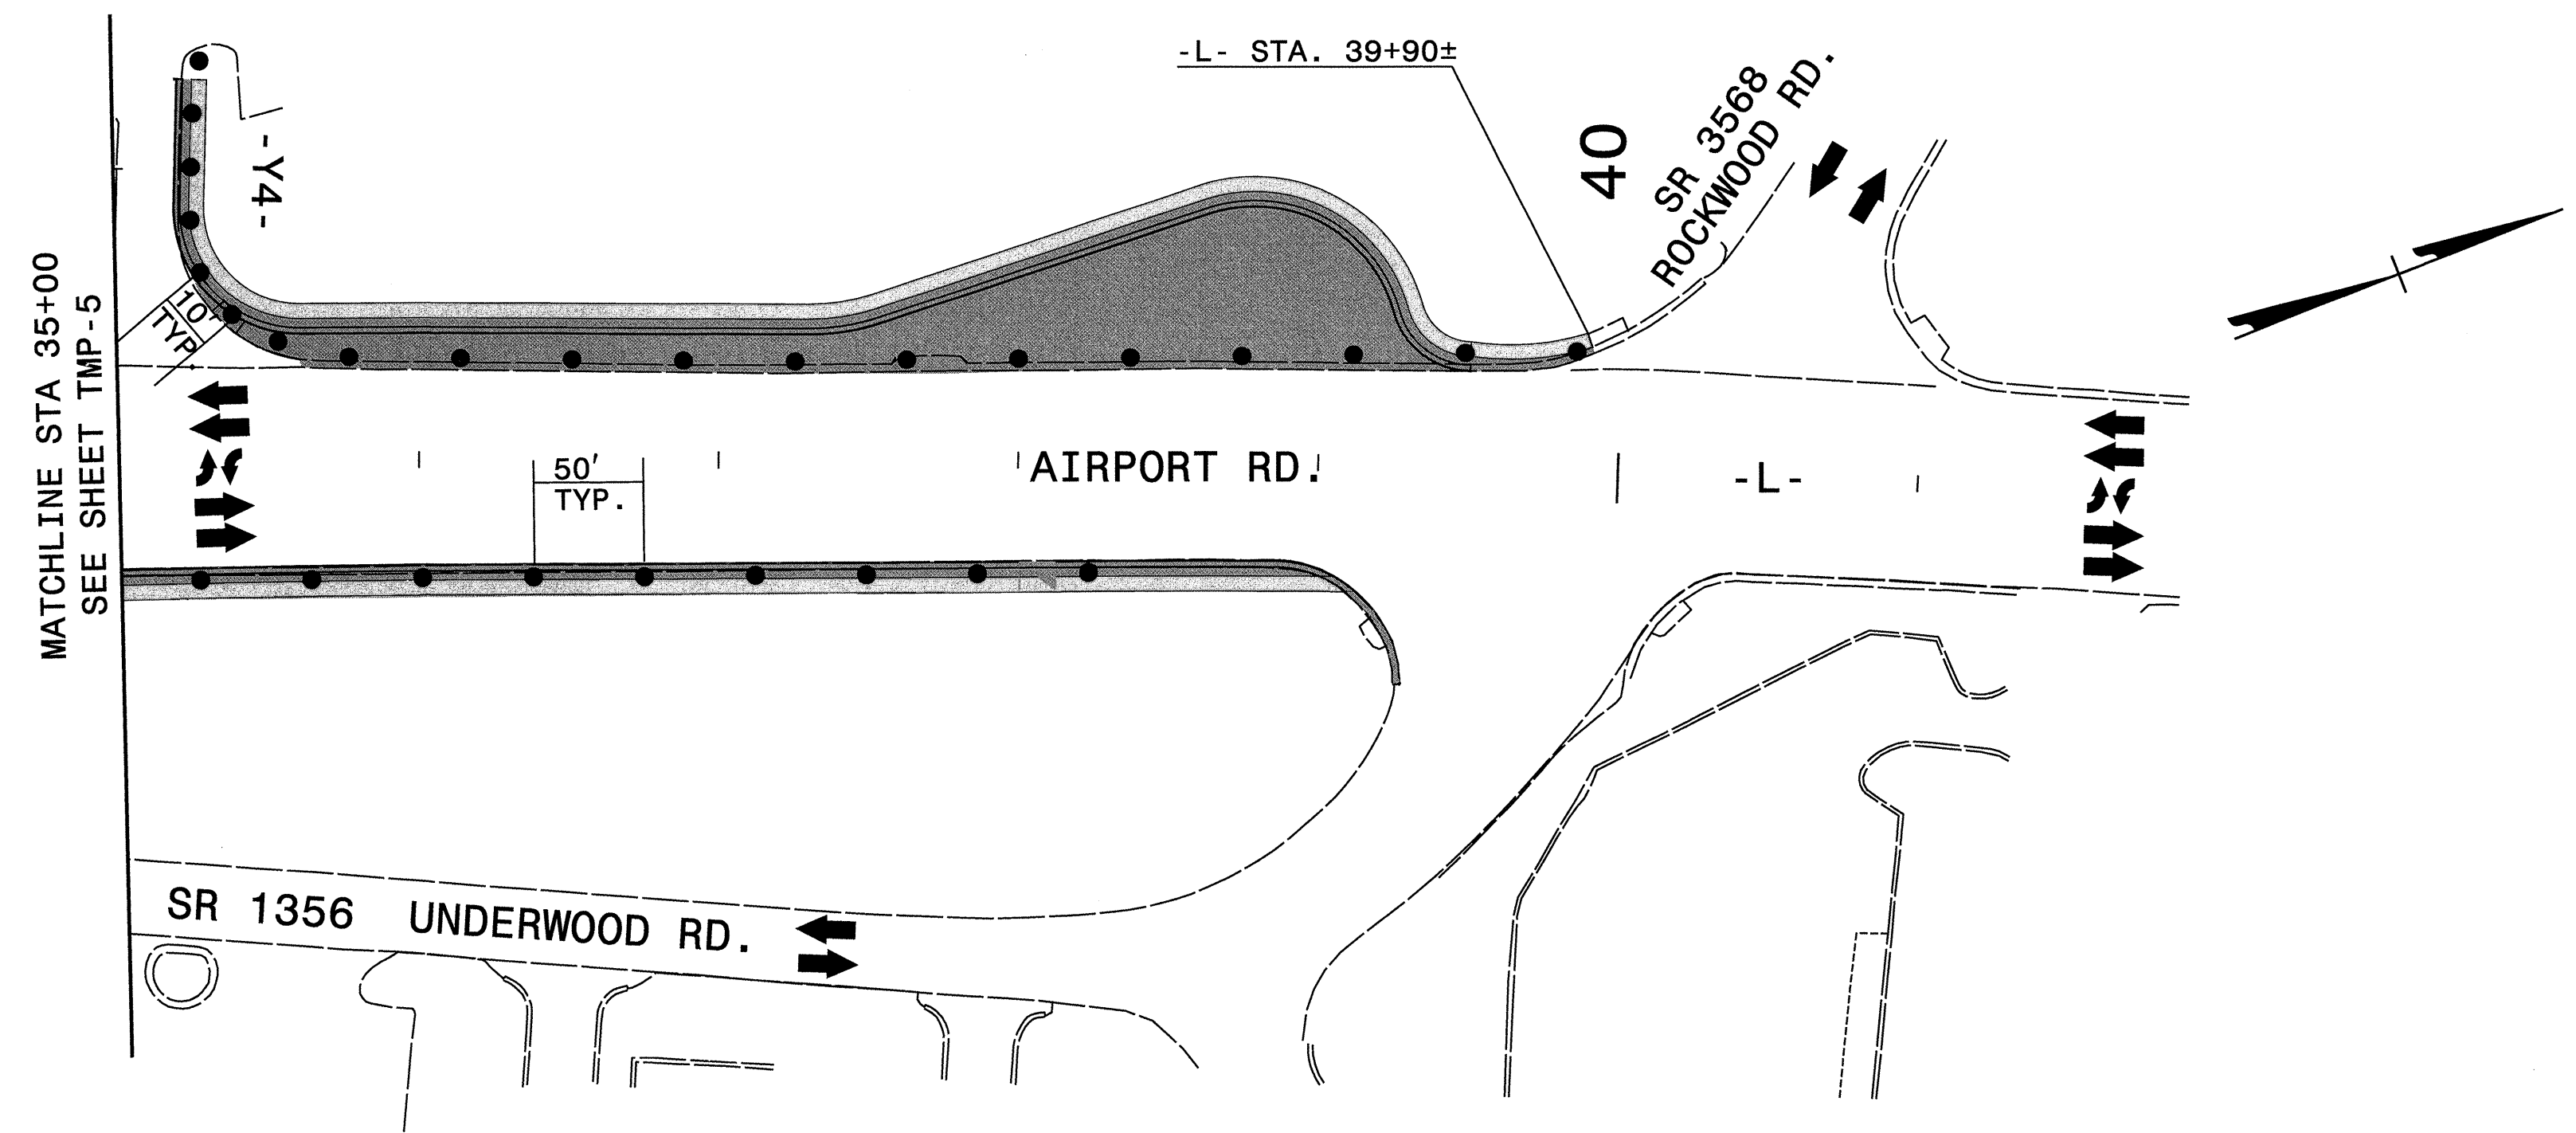 -L- STA. 39+90±
40
SR 3568
ROCKWOOD RD.
-Y4-
10'
TYP
MATCHLINE STA 35+00
SEE SHEET TMP-5
50'
TYP.
AIRPORT RD.
-L-
SR 1356 UNDERWOOD RD.